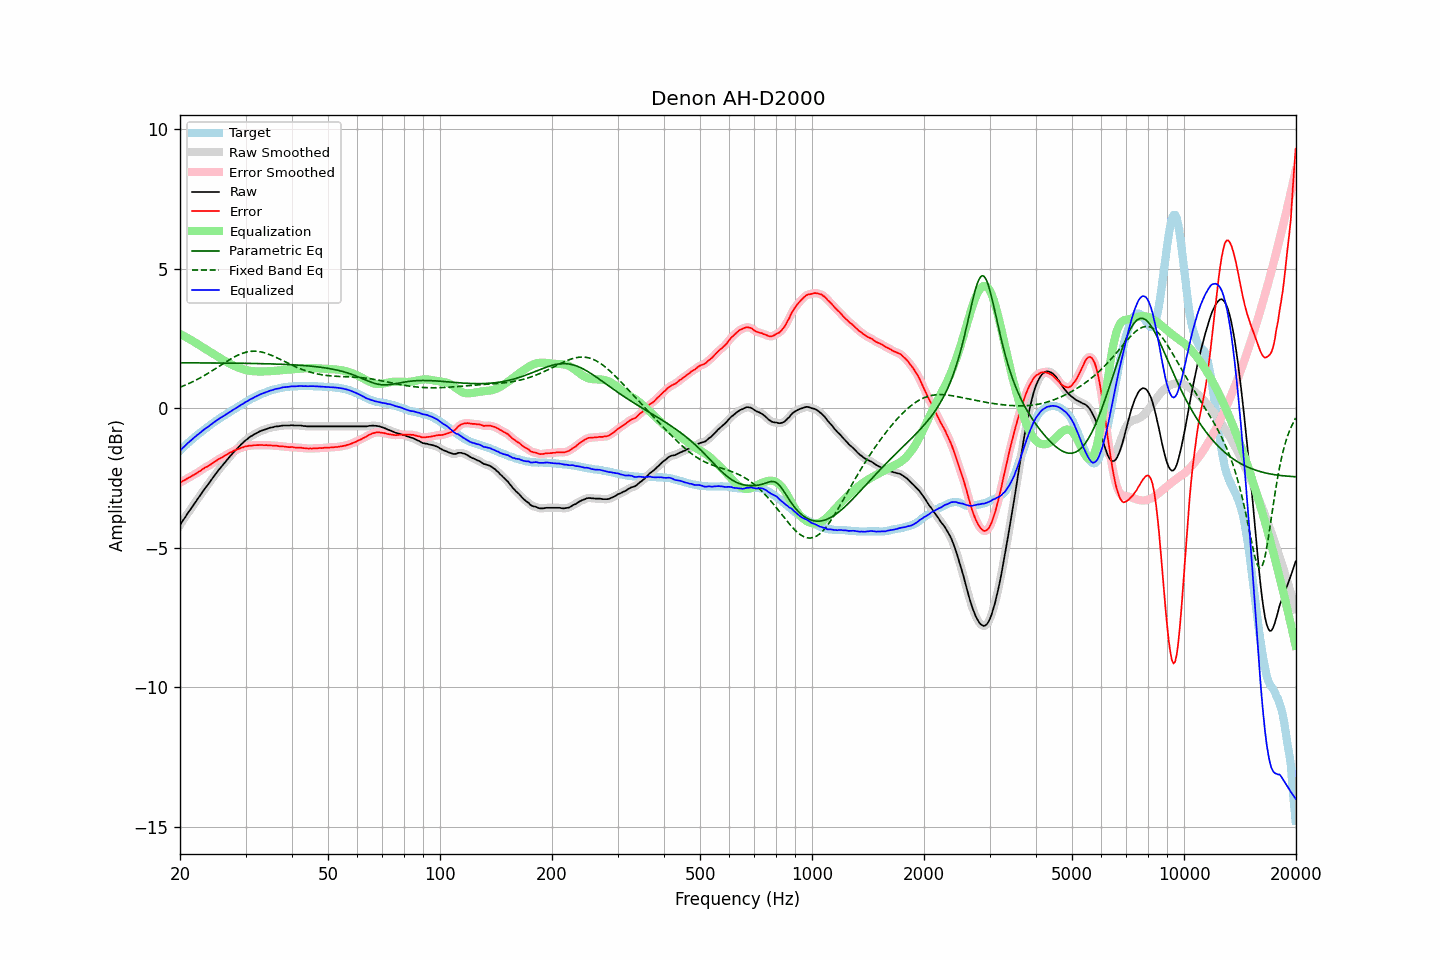 Denon AH-D2000
Target
Raw Smoothed
Error Smoothed
Raw
Error
Equalization
Parametric Eq
Fixed Band Eq
Equalized
10
5
0
−5
−10
−15
Amplitude (dBr)
20 50 100 200 500 1000 2000 5000 10000 20000
Frequency (Hz)